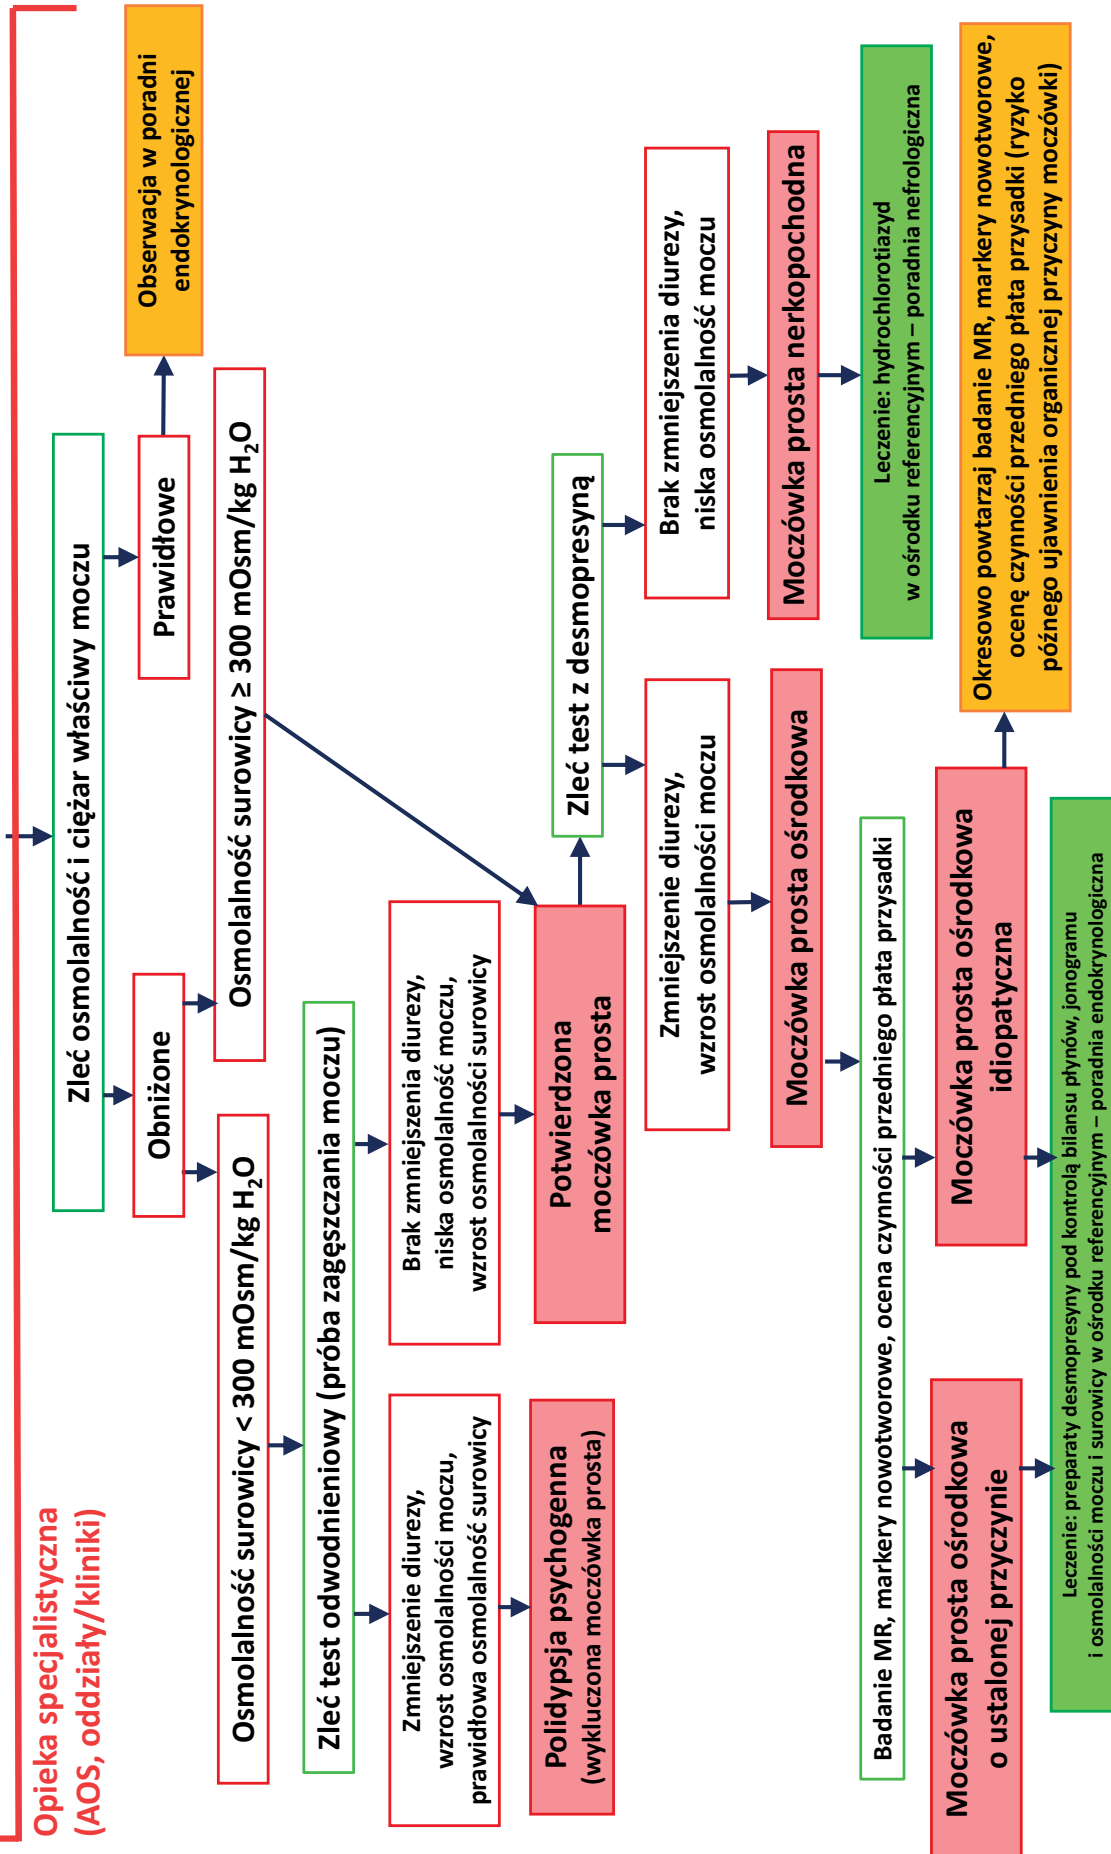 Opieka specjalistyczna
(AOS, oddziały/kliniki)
Zleć osmolalność i ciężar właściwy moczu
Obniżone
Prawidłowe
Obserwacja w poradni
endokrynologicznej
Osmolalność surowicy < 300 mOsm/kg H₂O
Osmolalność surowicy ≥ 300 mOsm/kg H₂O
Zleć test odwodnieniowy (próba zagęszczania moczu)
Zmniejszenie diurezy,
wzrost osmolalności moczu,
prawidłowa osmolalność surowicy
Brak zmniejszenia diurezy,
niska osmolalność moczu,
wzrost osmolalności surowicy
Polidypsja psychogenna
(wykluczona moczówka prosta)
Potwierdzona
moczówka prosta
Zleć test z desmopresyną
Zmniejszenie diurezy,
wzrost osmolalności moczu
Brak zmniejszenia diurezy,
niska osmolalność moczu
Moczówka prosta ośrodkowa
Moczówka prosta nerkopochodna
Leczenie: hydrochlorotiazyd
w ośrodku referencyjnym – poradnia nefrologiczna
Badanie MR, markery nowotworowe, ocena czynności przedniego płata przysadki
Moczówka prosta ośrodkowa
o ustalonej przyczynie
Moczówka prosta ośrodkowa
idiopatyczna
Okresowo powtarzaj badanie MR, markery nowotworowe,
ocenę czynności przedniego płata przysadki (ryzyko
późnego ujawnienia organicznej przyczyny moczówki)
Leczenie: preparaty desmopresyny pod kontrolą bilansu płynów, jonogramu
i osmolalności moczu i surowicy w ośrodku referencyjnym – poradnia endokrynologiczna